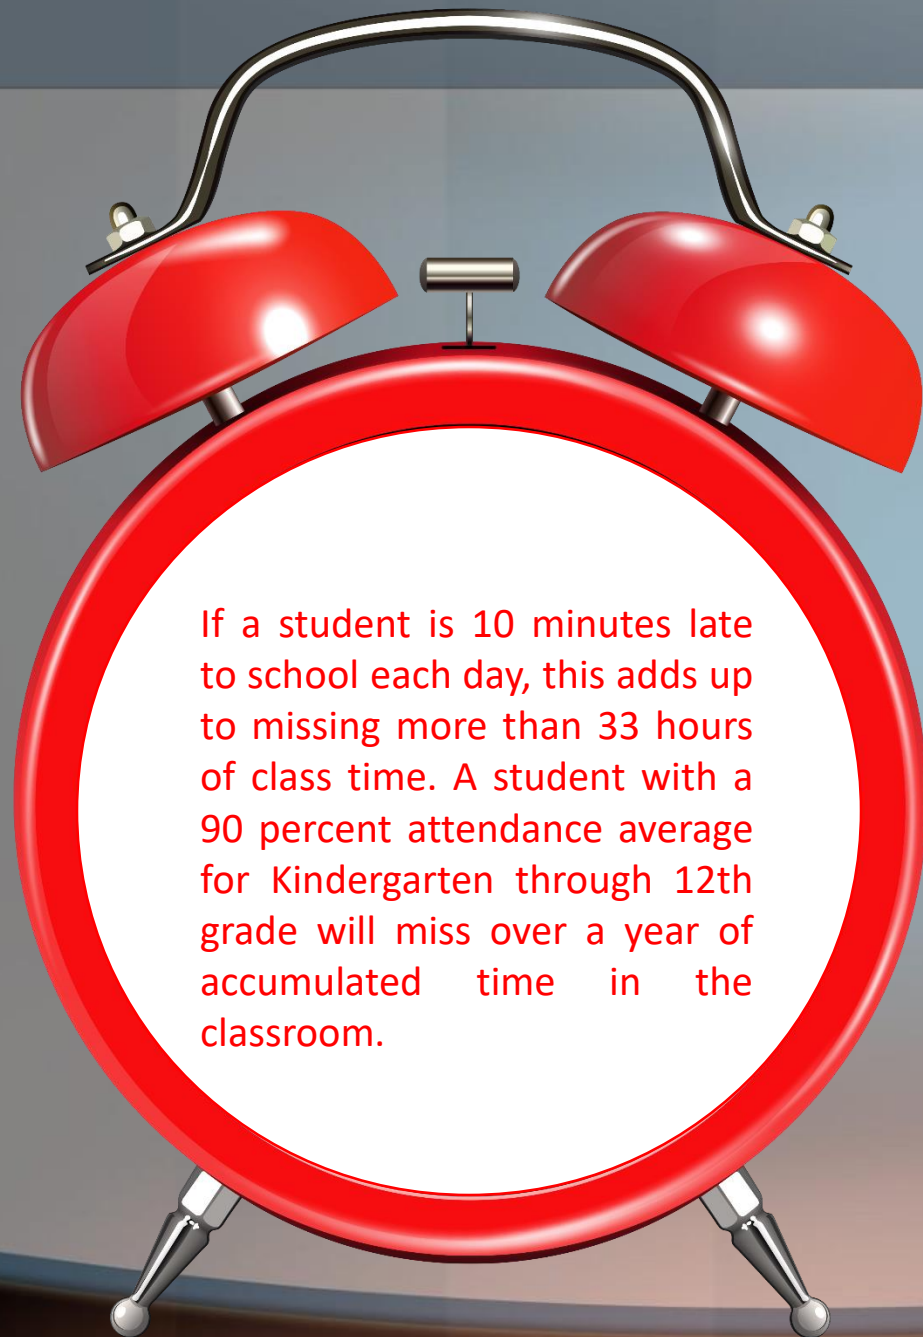 If a student is 10 minutes late
to school each day, this adds up
to missing more than 33 hours
of class time. A student with a
90 percent attendance average
for Kindergarten through 12th
grade will miss over a year of
accumulated time in the
classroom.